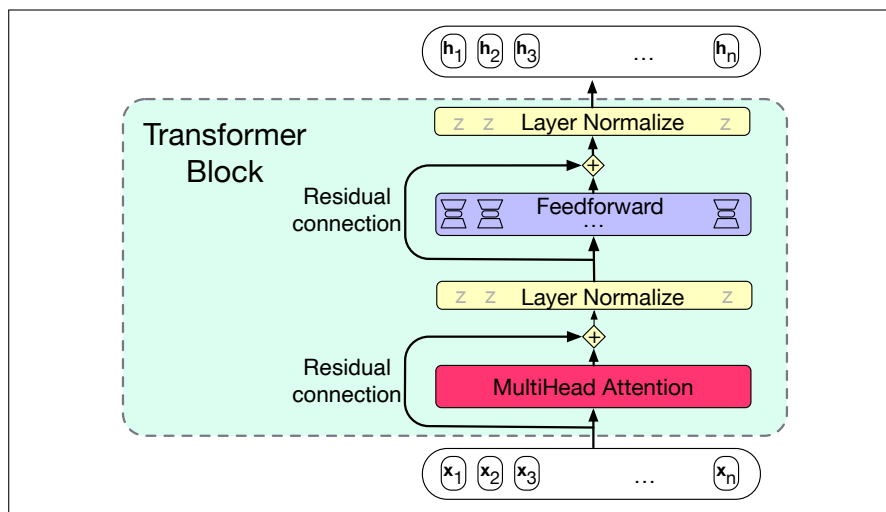 h1 h2 h3 ... hn
z z Layer Normalize z
Transformer
Block
+
Residual
connection
Feedforward
...
z z Layer Normalize z
+
Residual
connection
MultiHead Attention
x1 x2 x3 ... xn